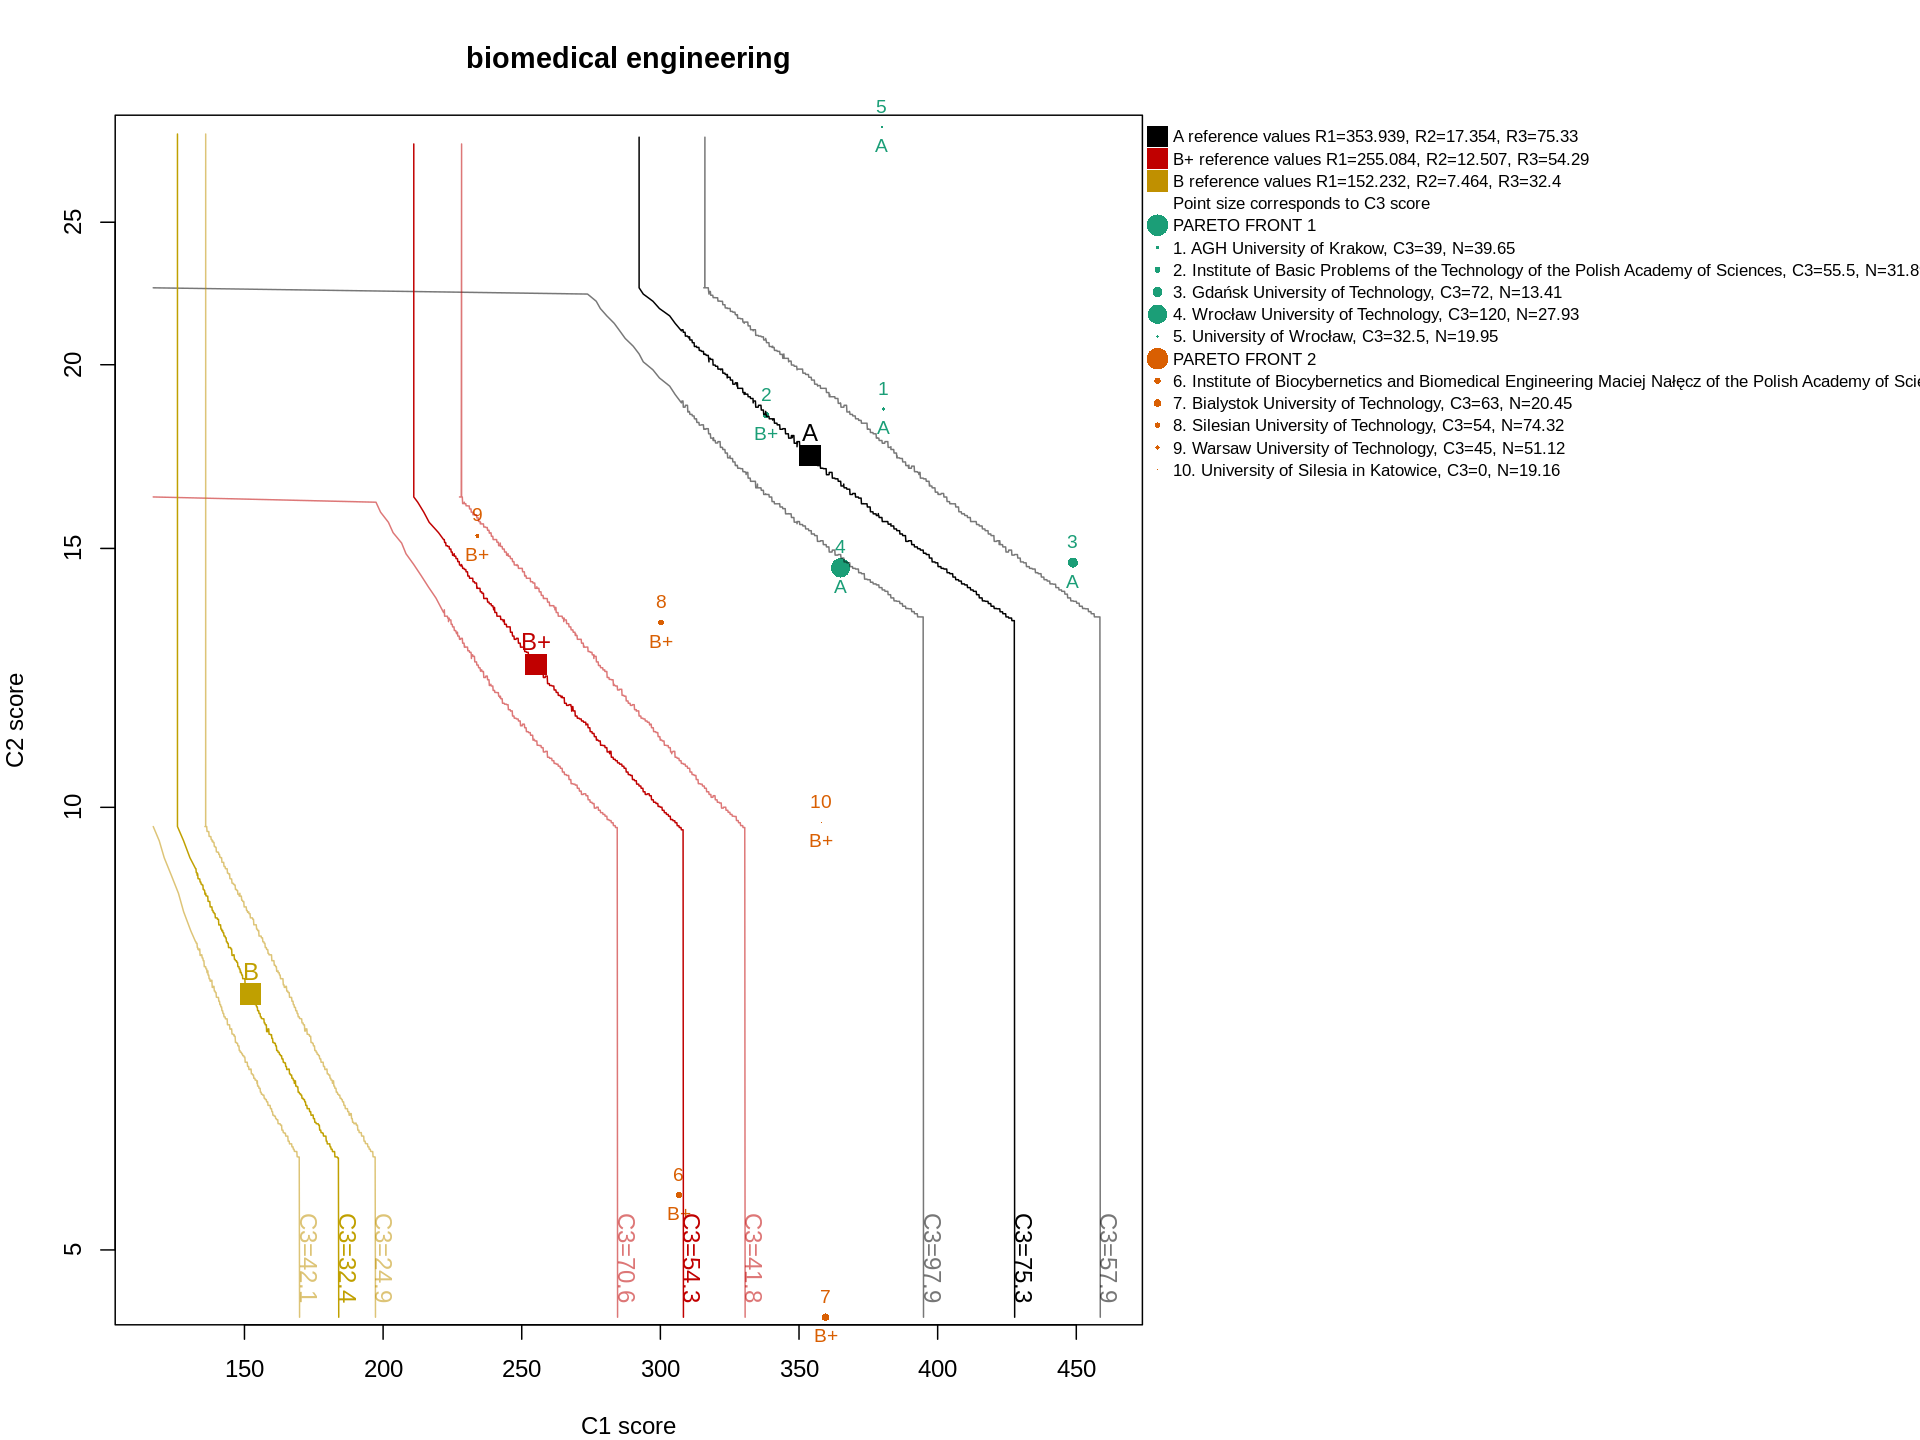 biomedical engineering
A reference values R1=353.939, R2=17.354, R3=75.33
B+ reference values R1=255.084, R2=12.507, R3=54.29
B reference values R1=152.232, R2=7.464, R3=32.4
Point size corresponds to C3 score
PARETO FRONT 1
1. AGH University of Krakow, C3=39, N=39.65
2. Institute of Basic Problems of the Technology of the Polish Academy of Sciences, C3=55.5, N=31.8
3. Gdańsk University of Technology, C3=72, N=13.41
4. Wrocław University of Technology, C3=120, N=27.93
5. University of Wrocław, C3=32.5, N=19.95
PARETO FRONT 2
6. Institute of Biocybernetics and Biomedical Engineering Maciej Nałęcz of the Polish Academy of Scie
7. Bialystok University of Technology, C3=63, N=20.45
8. Silesian University of Technology, C3=54, N=74.32
9. Warsaw University of Technology, C3=45, N=51.12
10. University of Silesia in Katowice, C3=0, N=19.16
5
A
1
A
2
B+
A
3
A
4
A
9
B+
8
B+
B+
10
B+
B
6
B+
7
B+
C3=42.1
C3=32.4
C3=24.9
C3=70.6
C3=54.3
C3=41.8
C3=97.9
C3=75.3
C3=57.9
25
20
15
10
5
C2 score
150
200
250
300
350
400
450
C1 score